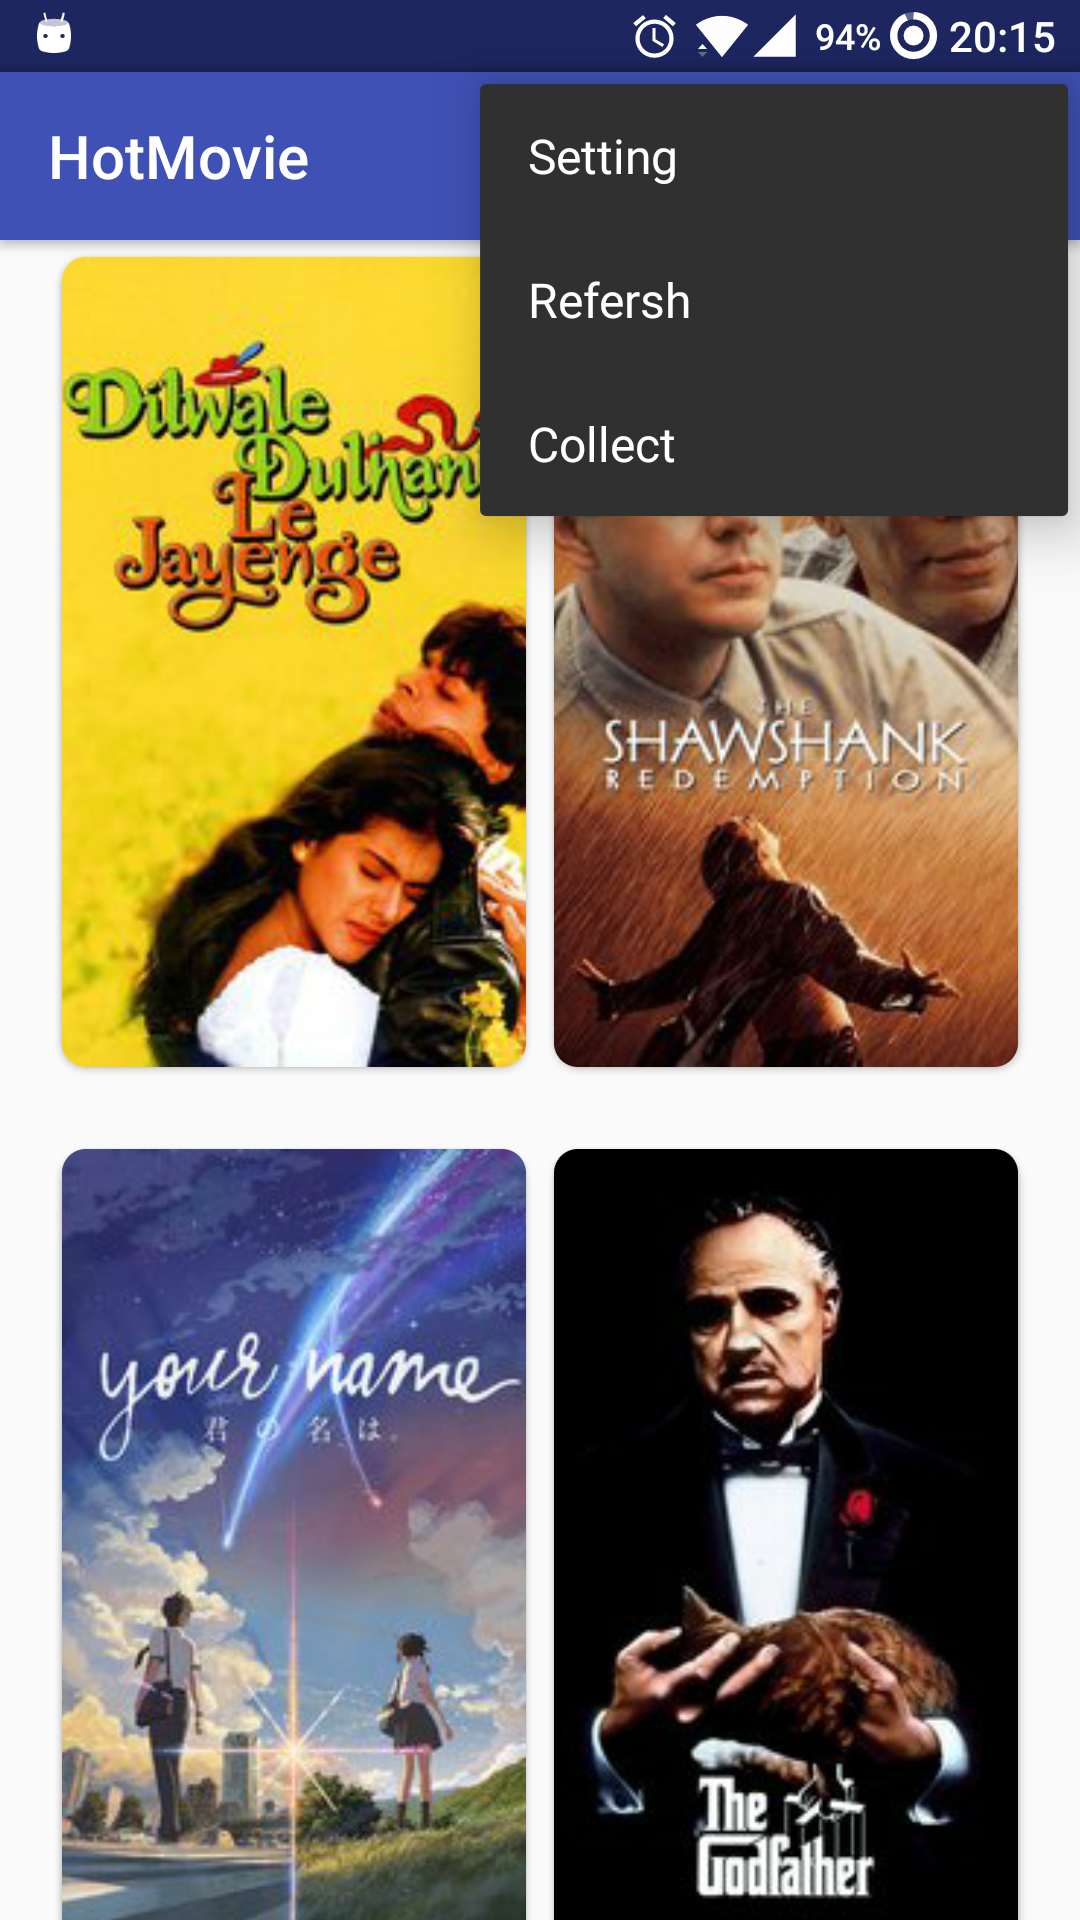 94% 20:15
HotMovie
Setting
Refersh
Collect
Dilwale
Dulhani
Le
Jayenge
THE
SHAWSHANK
REDEMPTION
your name
君の名は。
The
Godfather